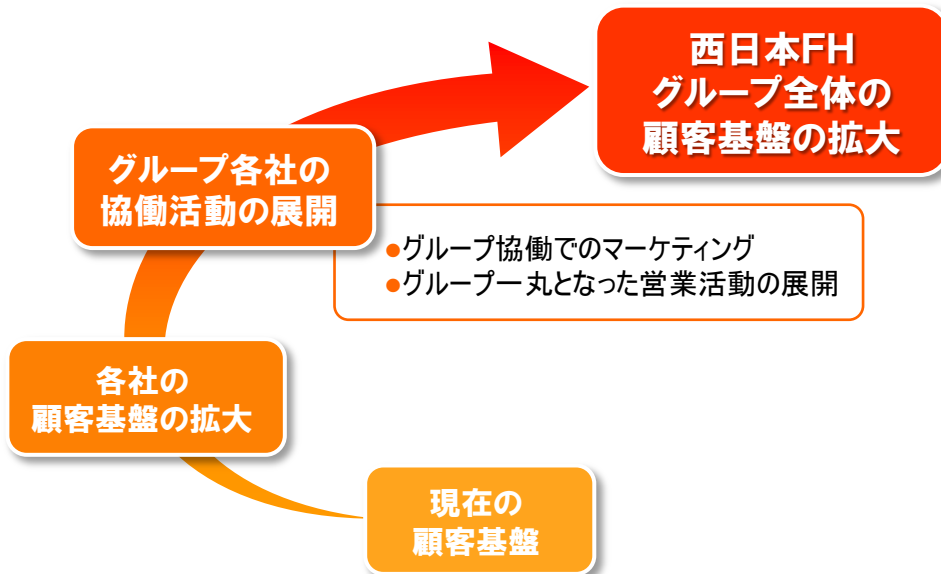 西日本FH
グループ全体の
顧客基盤の拡大
グループ各社の
協働活動の展開
●グループ協働でのマーケティング
●グループ一丸となった営業活動の展開
各社の
顧客基盤の拡大
現在の
顧客基盤